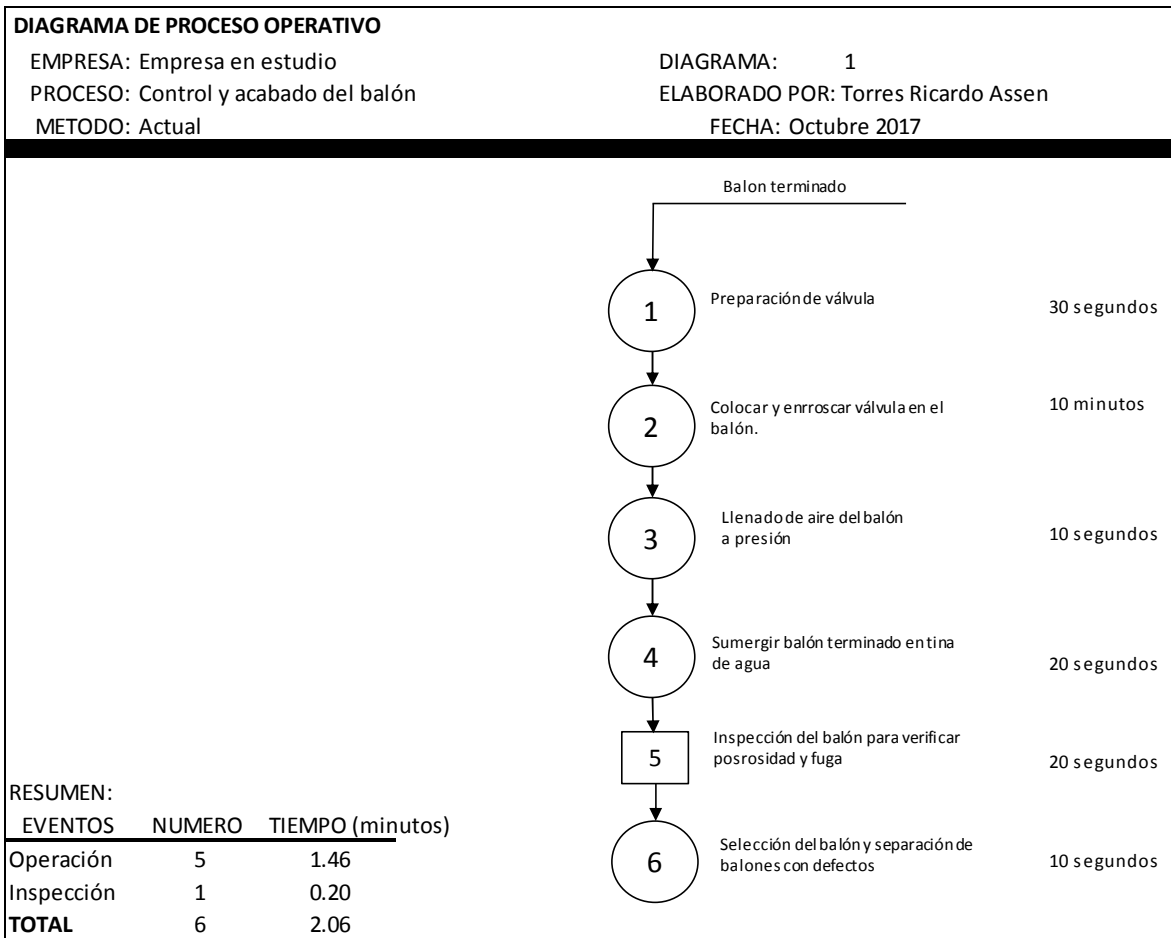 DIAGRAMA DE PROCESO OPERATIVO
EMPRESA: Empresa en estudio DIAGRAMA: 1
PROCESO: Control y acabado del balón ELABORADO POR: Torres Ricardo Assen
METODO: Actual FECHA: Octubre 2017
Balon terminado
1 Preparación de válvula 30 segundos
2 Colocar y enrroscar válvula en el 10 minutos
balón.
3 Llenado de aire del balón 10 segundos
a presión
4 Sumergir balón terminado en tina 20 segundos
de agua
5 Inspección del balón para verificar 20 segundos
posrosidad y fuga
6 Selección del balón y separación de 10 segundos
balones con defectos
RESUMEN:
EVENTOS NUMERO TIEMPO (minutos)
Operación 5 1.46
Inspección 1 0.20
TOTAL 6 2.06